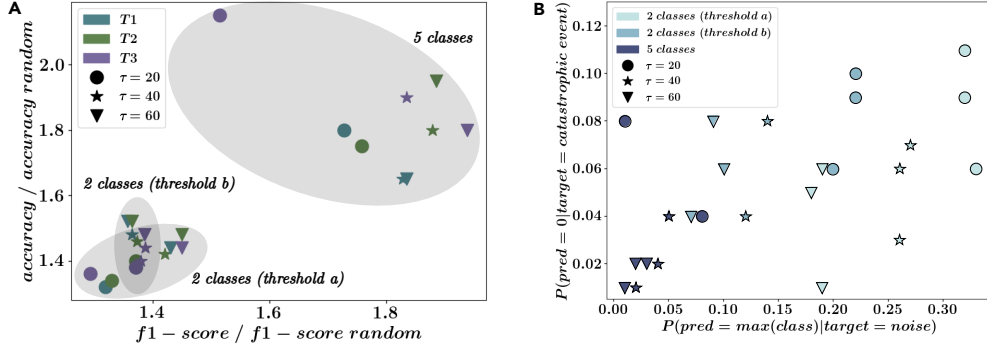 A
accuracy / accuracy random
2.0
1.8
1.6
1.4
T1
T2
T3
τ = 20
τ = 40
τ = 60
5 classes
2 classes (threshold b)
2 classes (threshold a)
1.4
1.6
1.8
f1 − score / f1 − score random
B
P(pred = 0|target = catastrophic event)
0.12
0.10
0.08
0.06
0.04
0.02
2 classes (threshold a)
2 classes (threshold b)
5 classes
τ = 20
τ = 40
τ = 60
0.00
0.05
0.10
0.15
0.20
0.25
0.30
P(pred = max(class)|target = noise)